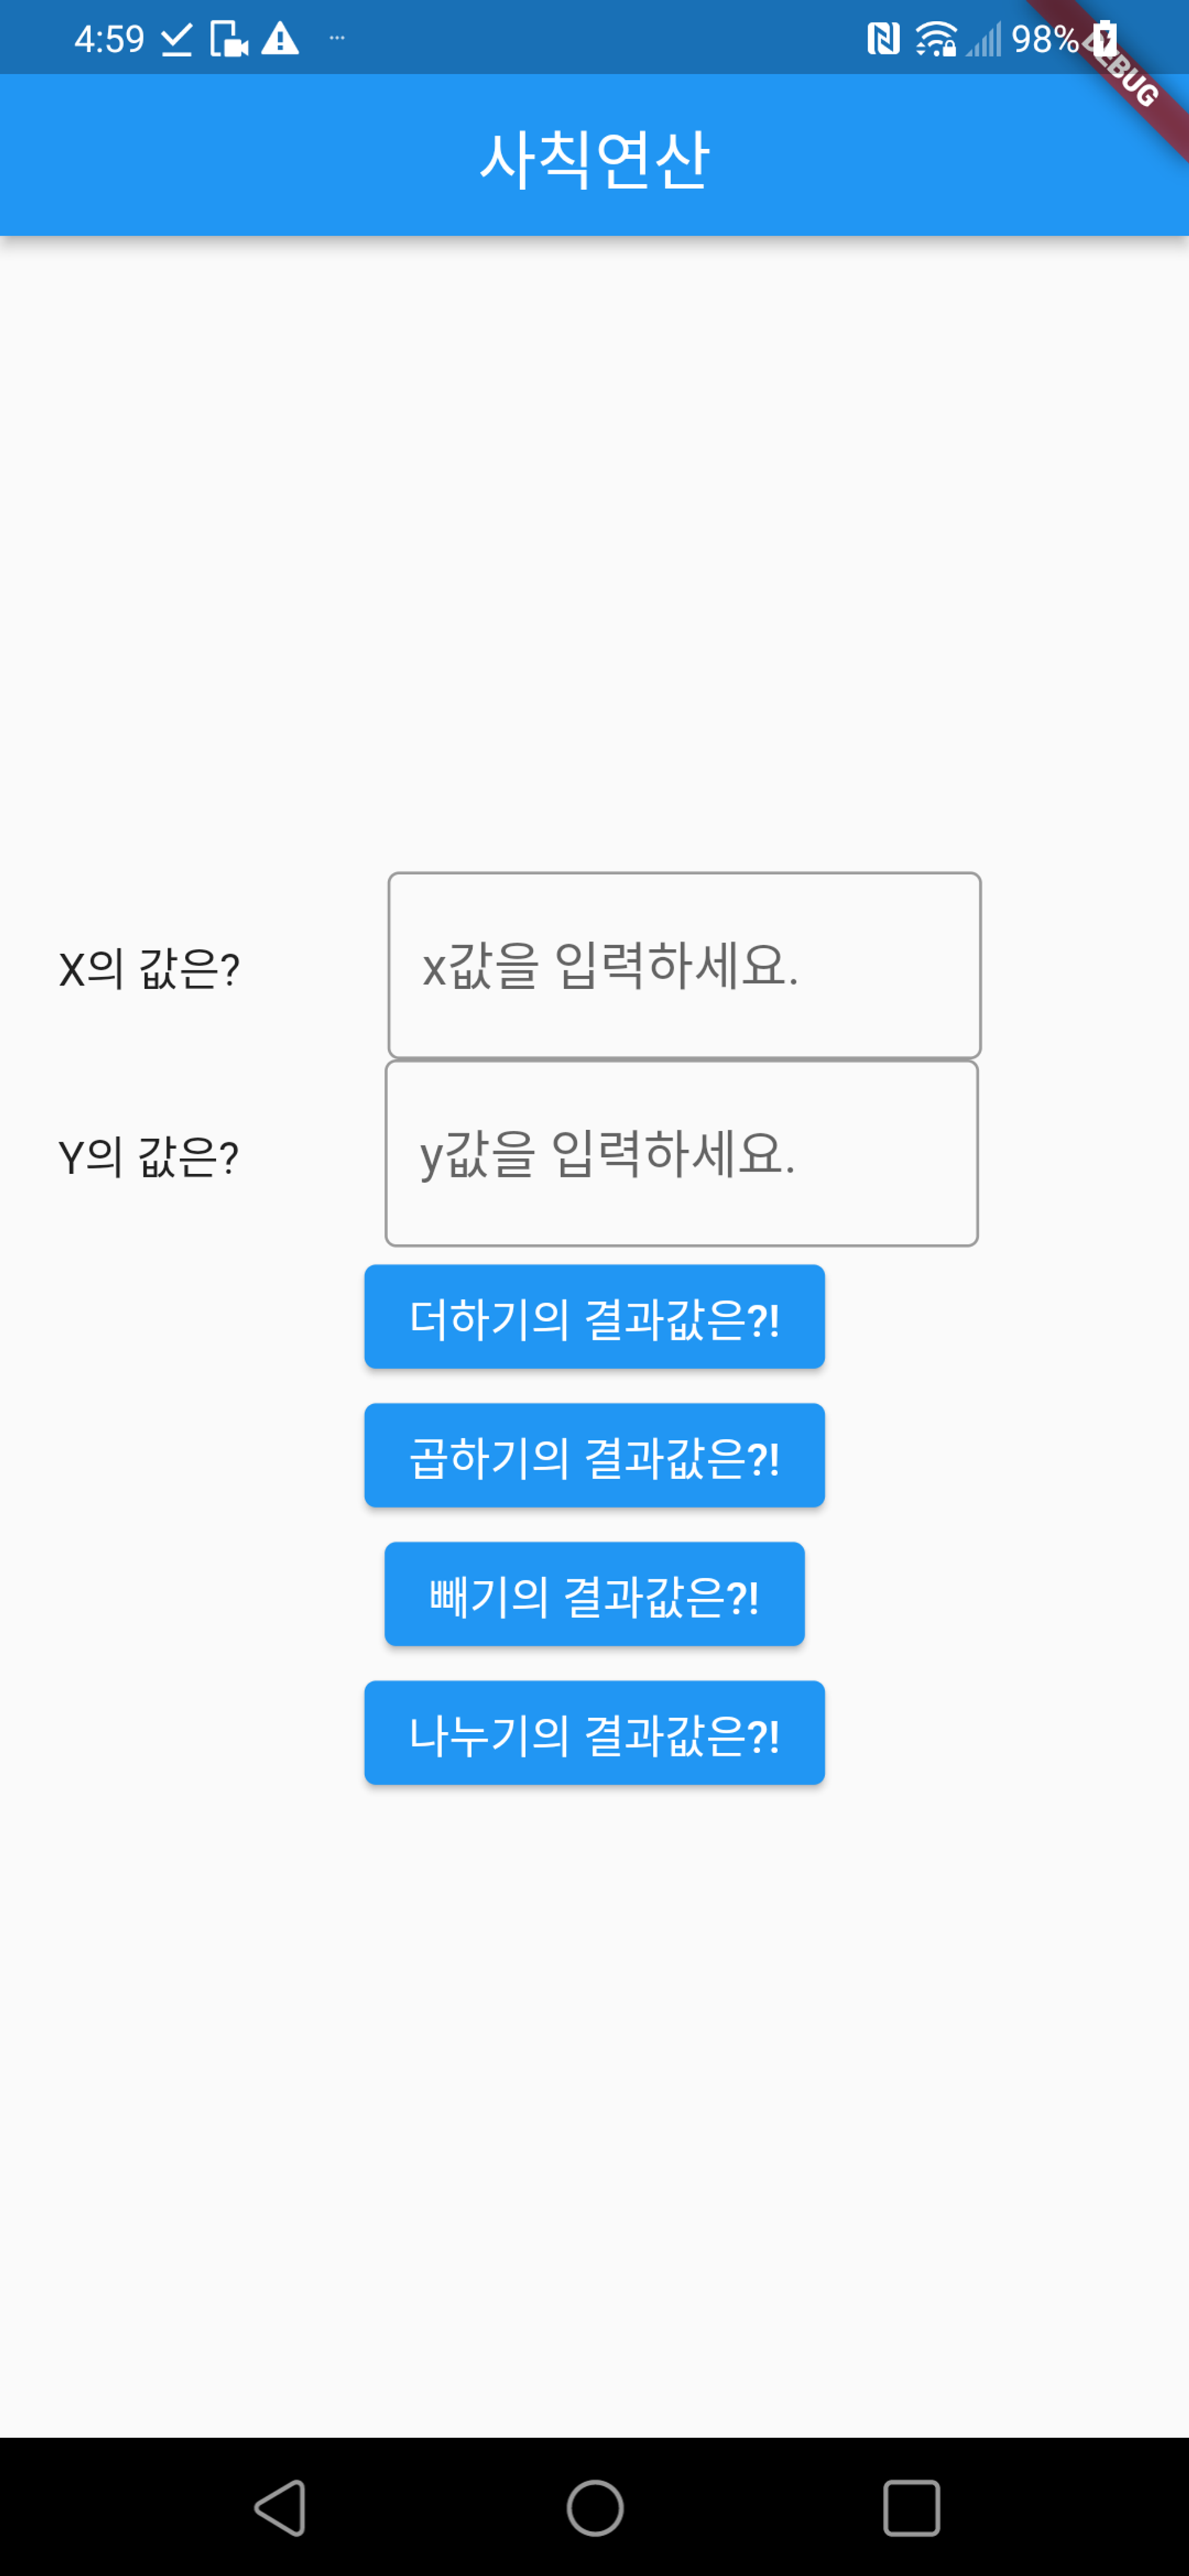 4:59 98%
DEBUG
사칙연산
X의 값은?
x값을 입력하세요.
Y의 값은?
y값을 입력하세요.
더하기의 결과값은?!
곱하기의 결과값은?!
빼기의 결과값은?!
나누기의 결과값은?!